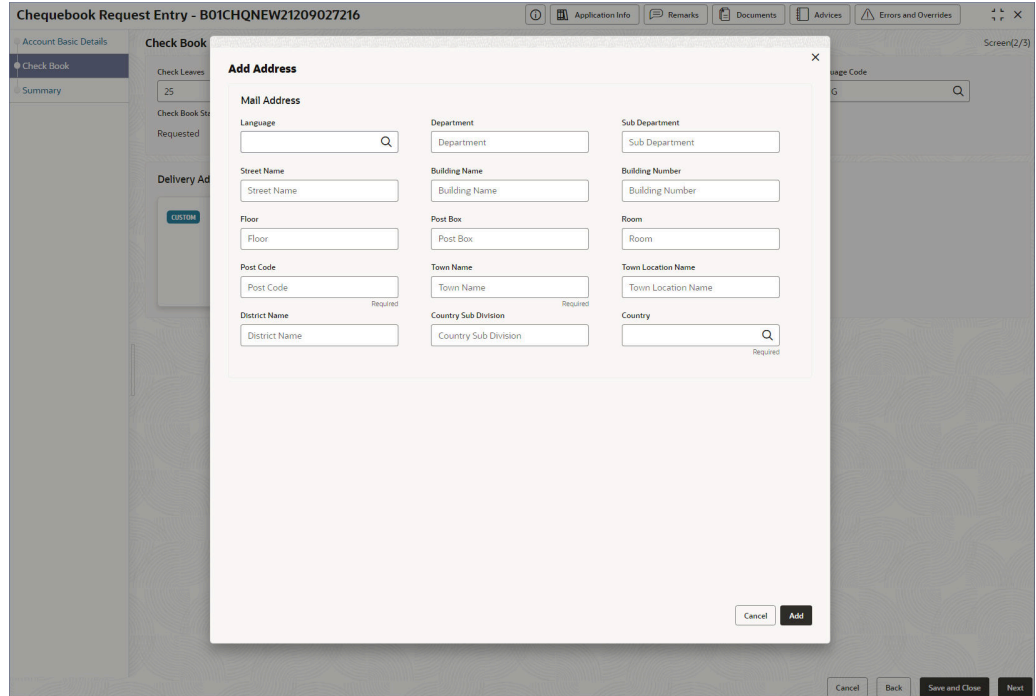 Chequebook Request Entry - B01CHQNEW21209027216
Application Info
Remarks
Documents
Advices
Errors and Overrides
Account Basic Details
Check Book
Summary
Check Book
Screen(2/3)
Check Leaves
25
uage Code
G
Check Book Sta
Requested
Delivery Ad
CUSTOM
Add Address
Mail Address
Language Department Sub Department
Department Sub Department
Street Name Building Name Building Number
Street Name Building Name Building Number
Floor Post Box Room
Floor Post Box Room
Post Code Town Name Town Location Name
Post Code Town Name Town Location Name
Required Required
District Name Country Sub Division Country
District Name Country Sub Division
Required
Cancel Add
Cancel Back Save and Close Next